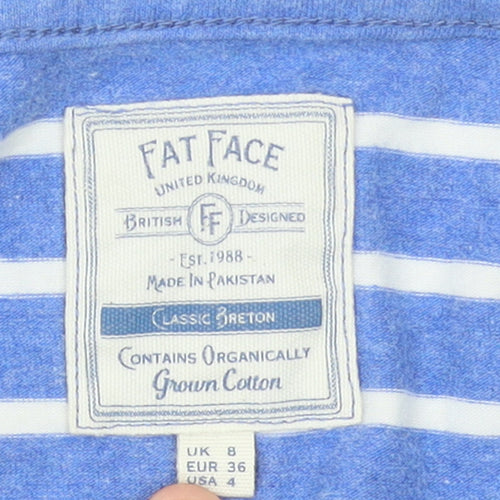 FAT FACE
UNITED KINGDOM
BRITISH FF DESIGNED
- EST. 1988 -
MADE IN PAKISTAN
CLASSIC BRETON
CONTAINS ORGANICALLY
Grown Cotton
UK 8
EUR 36
USA 4